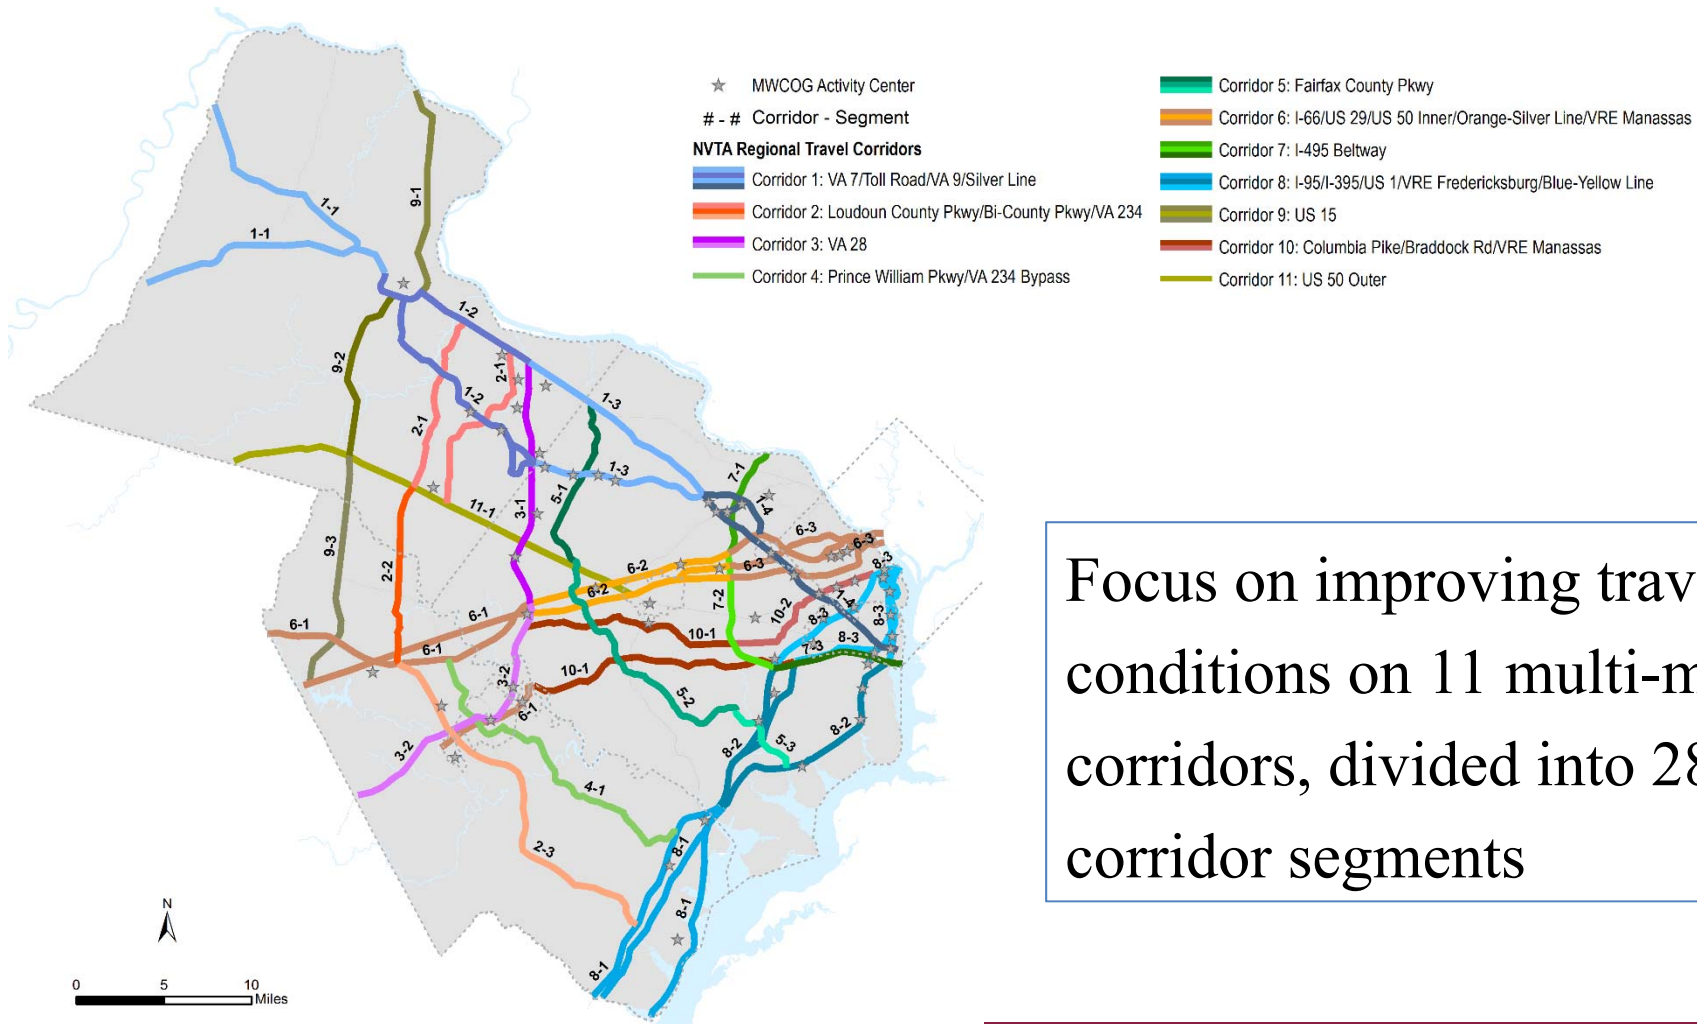 MWCOG Activity Center
# - # Corridor - Segment
NVTA Regional Travel Corridors
Corridor 1: VA 7/Toll Road/VA 9/Silver Line
Corridor 2: Loudoun County Pkwy/Bi-County Pkwy/VA 234
Corridor 3: VA 28
Corridor 4: Prince William Pkwy/VA 234 Bypass
Corridor 5: Fairfax County Pkwy
Corridor 6: I-66/US 29/US 50 Inner/Orange-Silver Line/VRE Manassas
Corridor 7: I-495 Beltway
Corridor 8: I-95/I-395/US 1/VRE Fredericksburg/Blue-Yellow Line
Corridor 9: US 15
Corridor 10: Columbia Pike/Braddock Rd/VRE Manassas
Corridor 11: US 50 Outer
1-1
1-1
9-1
1-2
9-2
2-1
1-2
2-1
1-3
1-3
5-1
3-1
11-1
7-1
1-4
9-3
2-2
6-2
6-2
6-3
6-3
6-3
8-3
6-1
6-1
6-1
7-2
10-2
1-4
8-3
8-3
10-1
7-3
8-3
3-2
10-1
6-1
5-2
3-2
8-2
5-3
8-2
4-1
2-3
8-1
8-1
8-1
N
0 5 10
Miles
Focus on improving trav
conditions on 11 multi-m
corridors, divided into 28
corridor segments